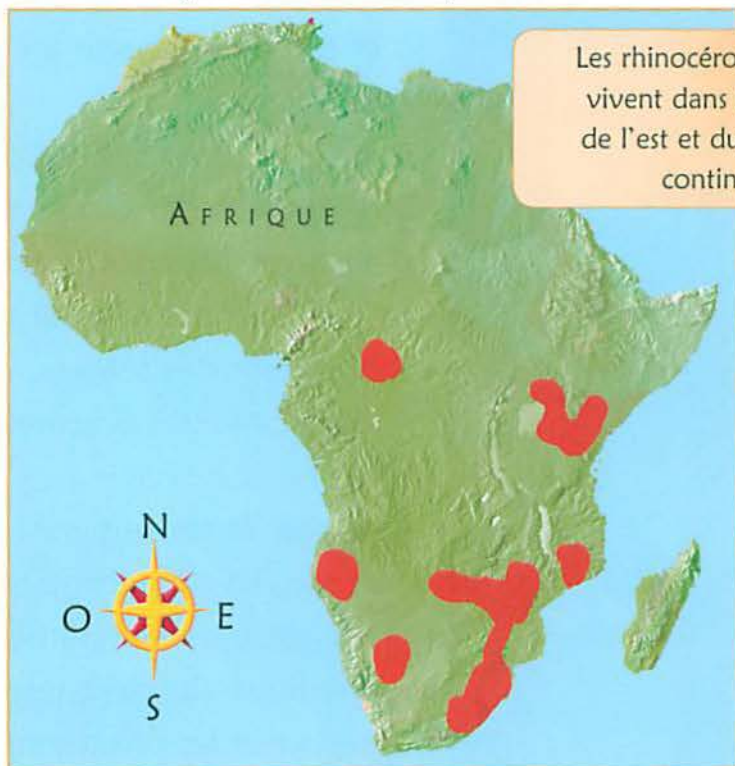 Les rhinocéro
vivent dans
de l'est et du
contin
AFRIQUE
N
O E
S